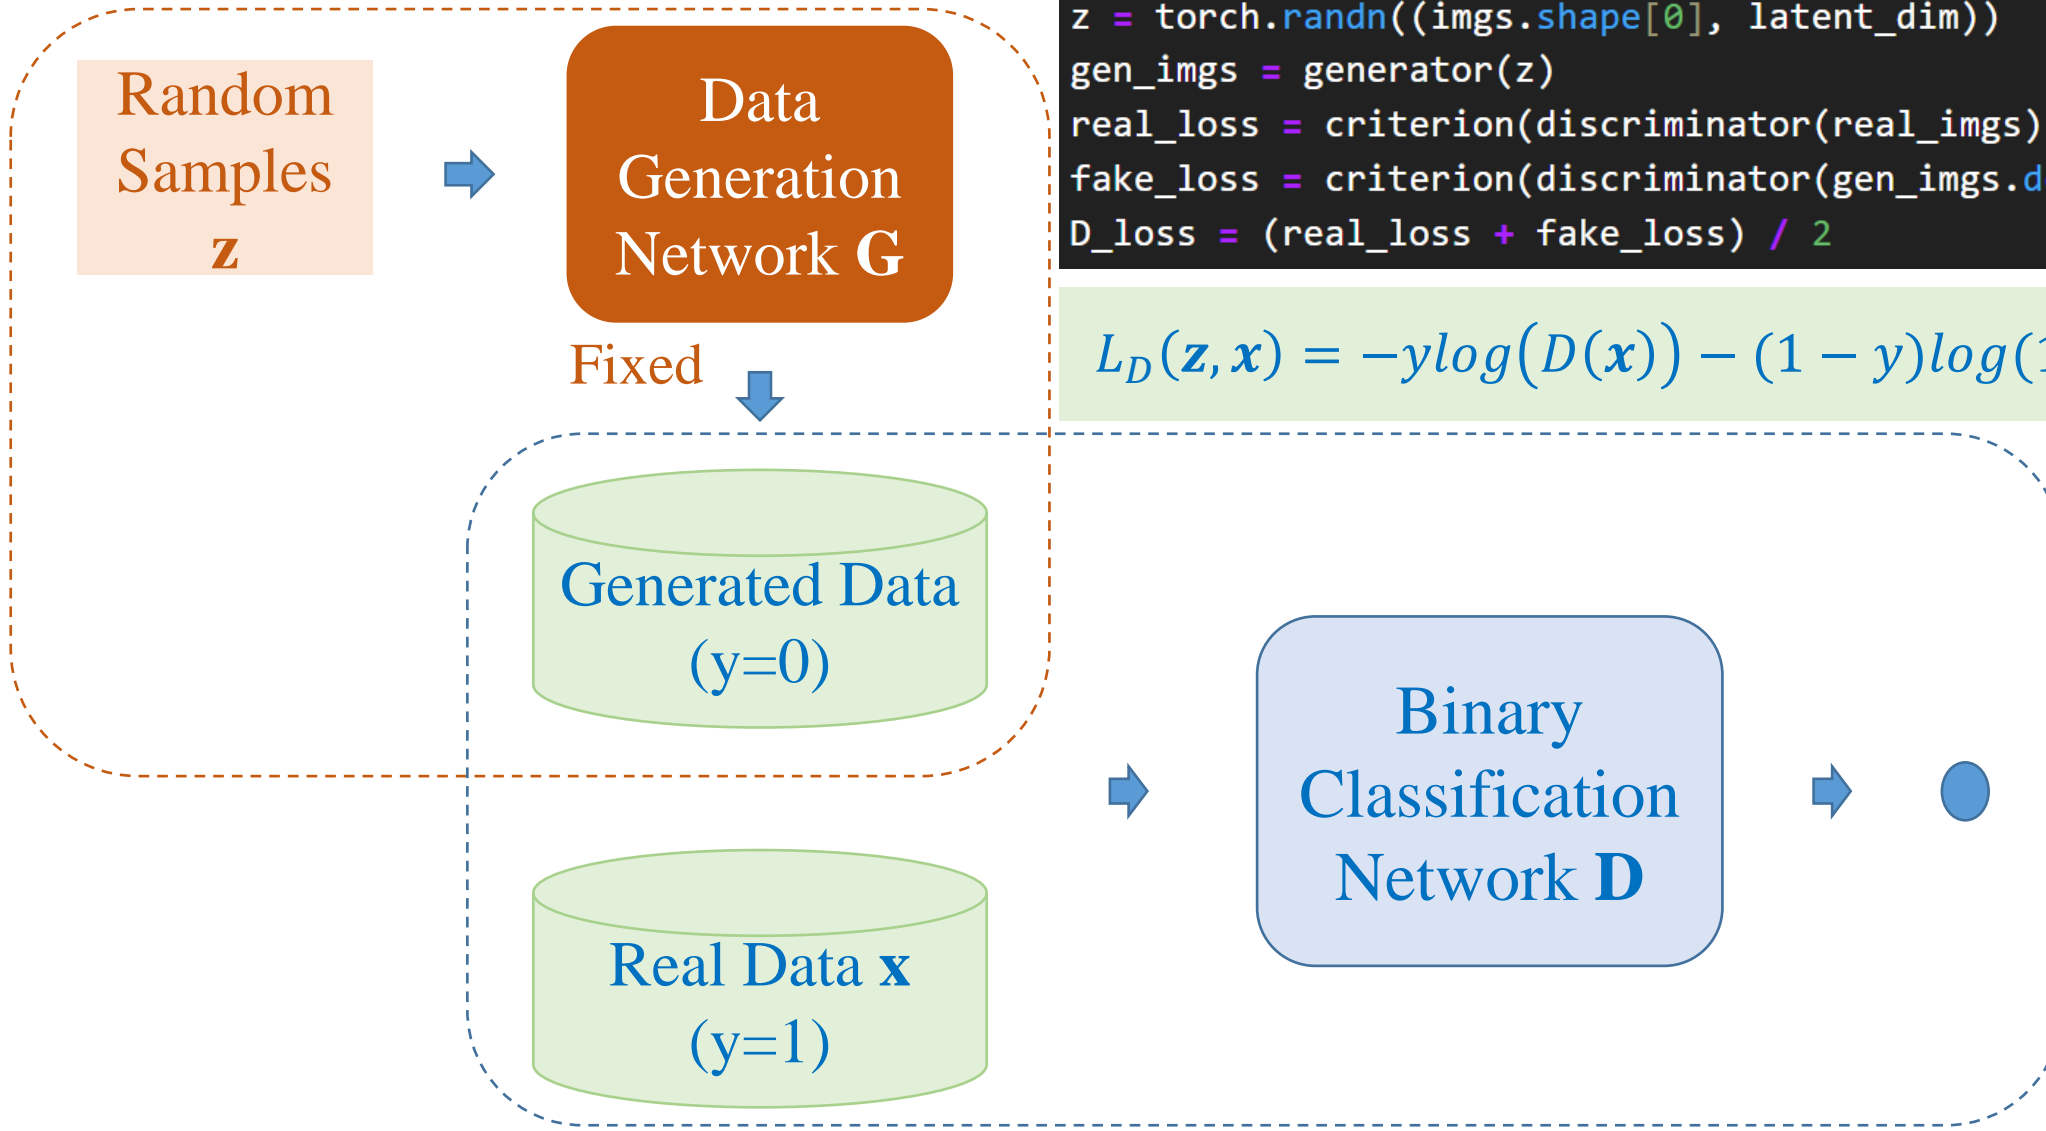 Random
Samples
z
Data
Generation
Network G
Fixed
z = torch.randn((imgs.shape[0], latent_dim))
gen_imgs = generator(z)
real_loss = criterion(discriminator(real_imgs)
fake_loss = criterion(discriminator(gen_imgs.d
D_loss = (real_loss + fake_loss) / 2
L_D(z, x) = −ylog(D(x)) − (1 − y)log(1
Generated Data
(y=0)
Real Data x
(y=1)
Binary
Classification
Network D